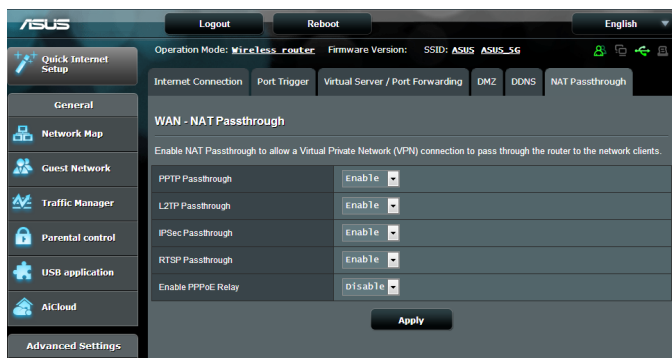 ASUS Logout Reboot English
Operation Mode: Wireless router Firmware Version: SSID: ASUS ASUS_5G
Quick Internet Setup
Internet Connection Port Trigger Virtual Server / Port Forwarding DMZ DDNS NAT Passthrough
General
Network Map
Guest Network
Traffic Manager
Parental control
USB application
AiCloud
Advanced Settings
WAN - NAT Passthrough
Enable NAT Passthrough to allow a Virtual Private Network (VPN) connection to pass through the router to the network clients.
PPTP Passthrough Enable
L2TP Passthrough Enable
IPSec Passthrough Enable
RTSP Passthrough Enable
Enable PPPoE Relay Disable
Apply